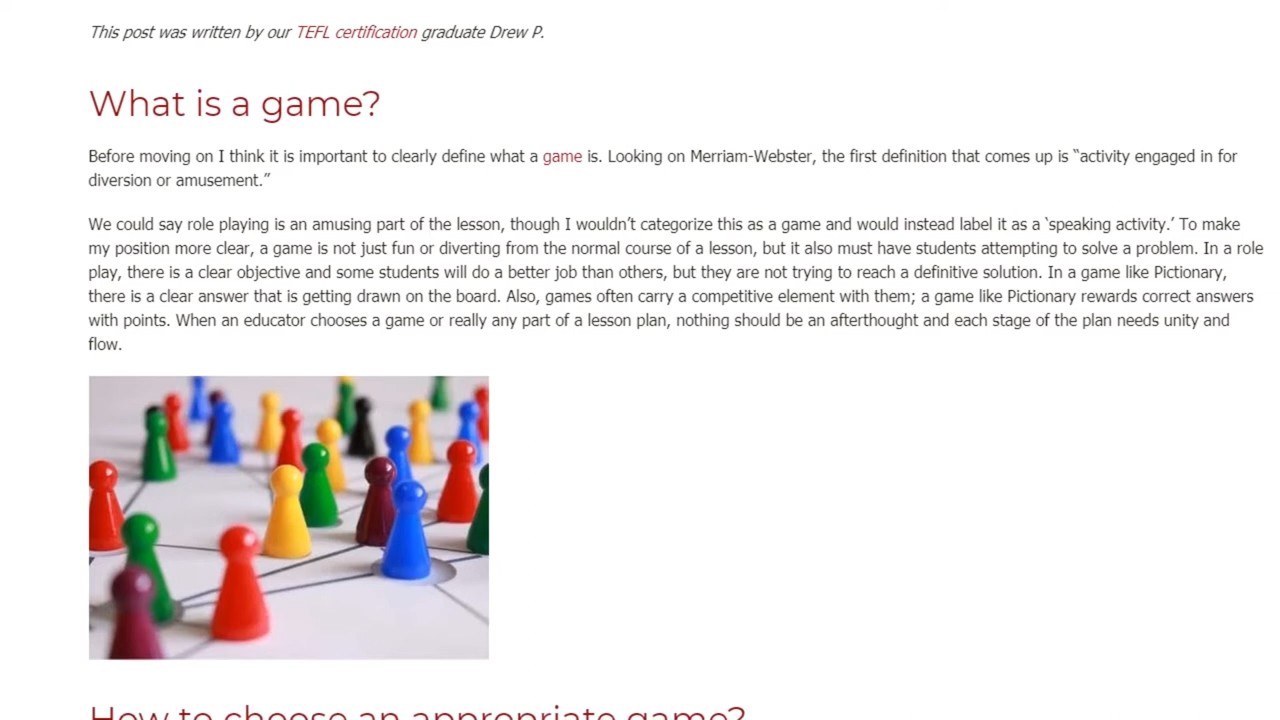 This post was written by our TEFL certification graduate Drew P.
What is a game?
Before moving on I think it is important to clearly define what a game is. Looking on Merriam-Webster, the first definition that comes up is “activity engaged in for
diversion or amusement.”
We could say role playing is an amusing part of the lesson, though I wouldn’t categorize this as a game and would instead label it as a ‘speaking activity.’ To make
my position more clear, a game is not just fun or diverting from the normal course of a lesson, but it also must have students attempting to solve a problem. In a role
play, there is a clear objective and some students will do a better job than others, but they are not trying to reach a definitive solution. In a game like Pictionary,
there is a clear answer that is getting drawn on the board. Also, games often carry a competitive element with them; a game like Pictionary rewards correct answers
with points. When an educator chooses a game or really any part of a lesson plan, nothing should be an afterthought and each stage of the plan needs unity and
flow.
How to choose an appropriate game?